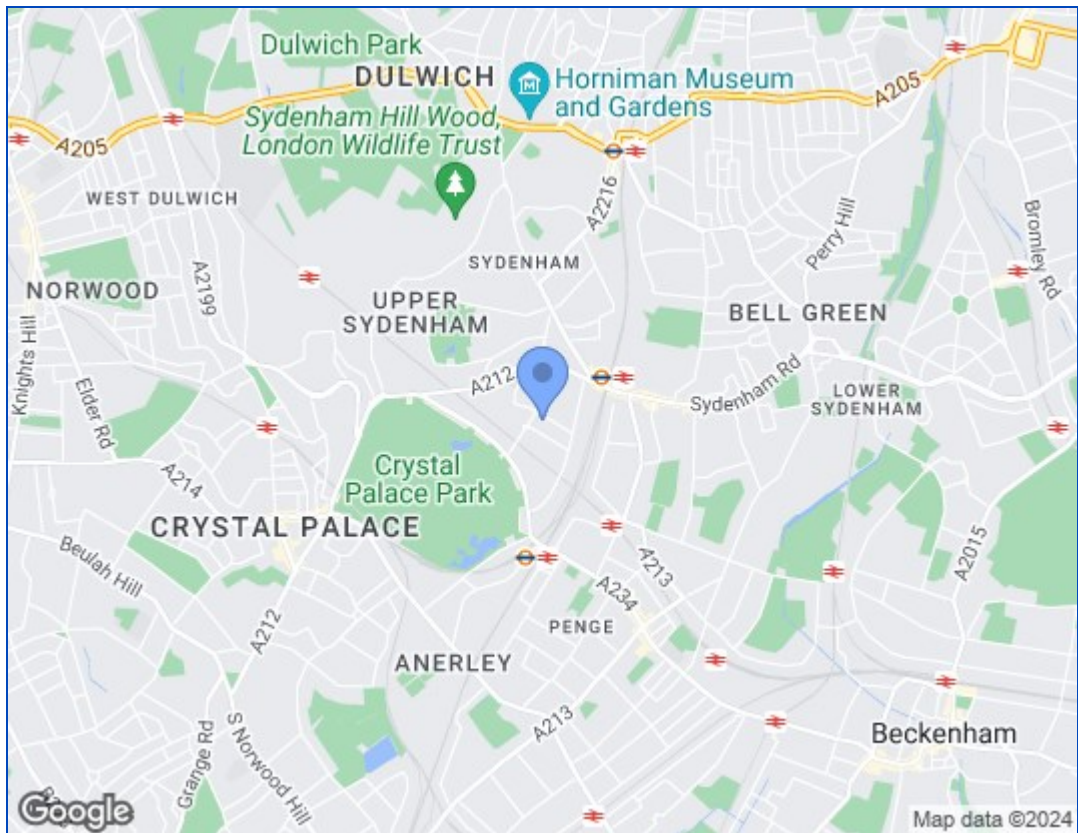 Dulwich Park
DULWICH
Horniman Museum
and Gardens
A205
Sydenham Hill Wood,
London Wildlife Trust
A205
WEST DULWICH
A2216
Perry Hill
Bromley Rd
SYDENHAM
A2199
NORWOOD
UPPER
SYDENHAM
BELL GREEN
Knights Hill
A212
Sydenham Rd
LOWER
SYDENHAM
Elder Rd
A214
Crystal
Palace Park
CRYSTAL PALACE
A2015
Beulah Hill
A213
A234
A212
PENGE
ANERLEY
A213
Beckenham
S Norwood Hill
Grange Rd
Google
Map data ©2024